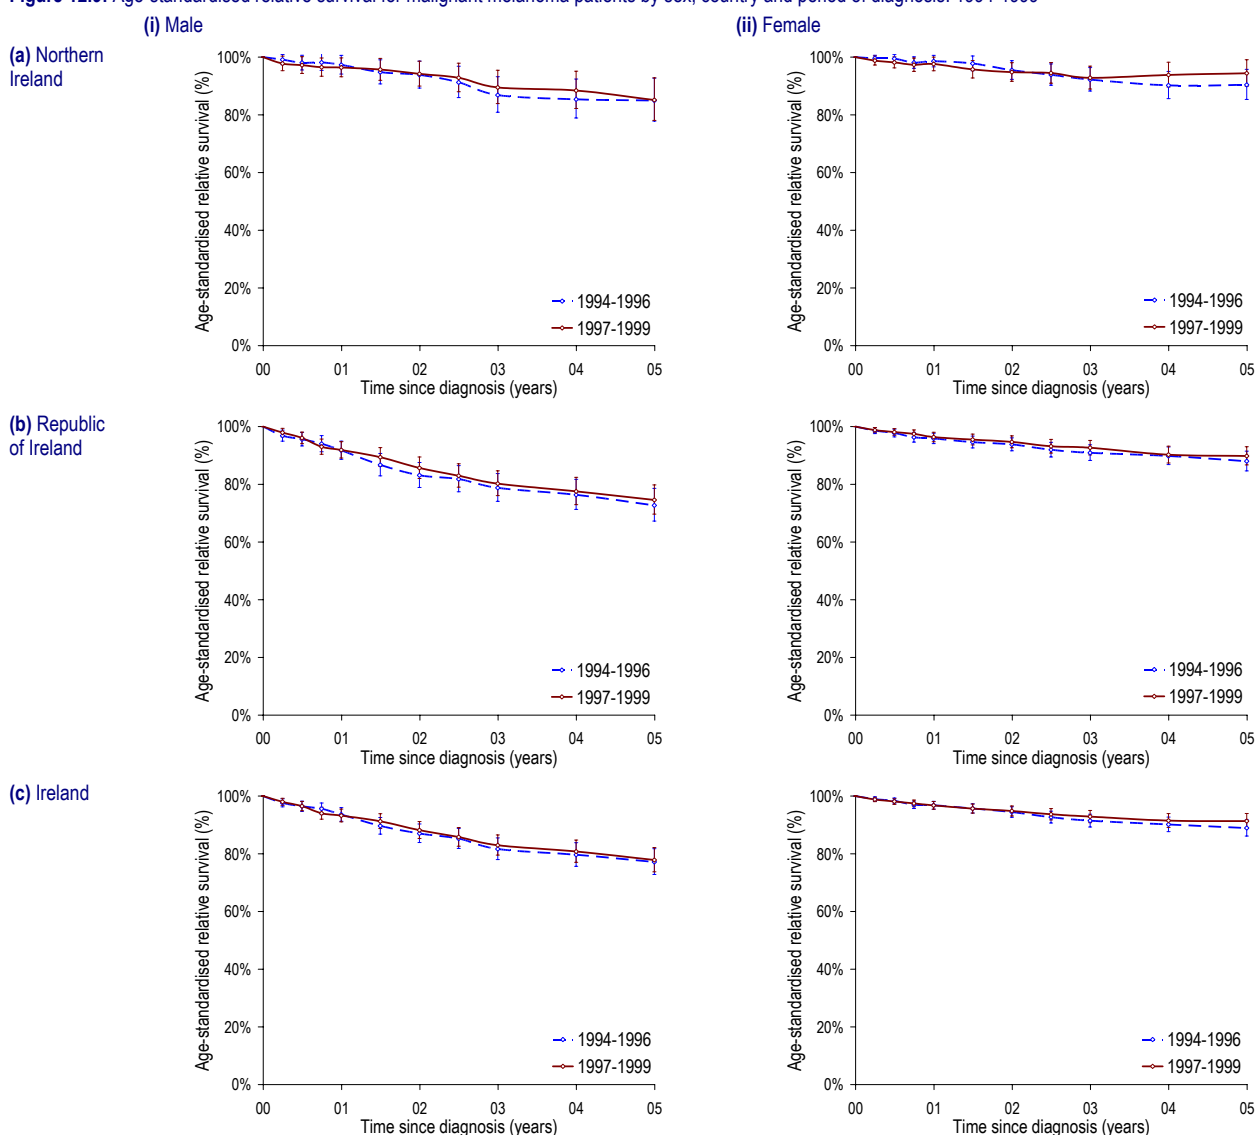 (i) Male
(ii) Female
(a) Northern
Ireland
Age-standardised relative survival (%)
100%
80%
60%
40%
20%
0%
1994-1996
1997-1999
00 01 02 03 04 05
Time since diagnosis (years)
Age-standardised relative survival (%)
100%
80%
60%
40%
20%
0%
1994-1996
1997-1999
00 01 02 03 04 05
Time since diagnosis (years)
(b) Republic
of Ireland
Age-standardised relative survival (%)
100%
80%
60%
40%
20%
0%
1994-1996
1997-1999
00 01 02 03 04 05
Time since diagnosis (years)
Age-standardised relative survival (%)
100%
80%
60%
40%
20%
0%
1994-1996
1997-1999
00 01 02 03 04 05
Time since diagnosis (years)
(c) Ireland
Age-standardised relative survival (%)
100%
80%
60%
40%
20%
0%
1994-1996
1997-1999
00 01 02 03 04 05
Time since diagnosis (years)
Age-standardised relative survival (%)
100%
80%
60%
40%
20%
0%
1994-1996
1997-1999
00 01 02 03 04 05
Time since diagnosis (years)